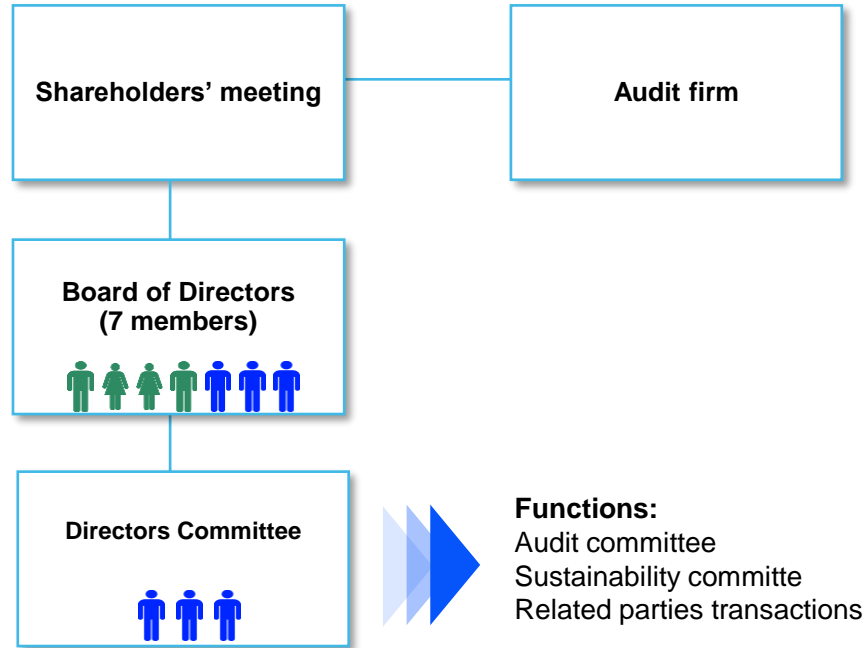 Shareholders’ meeting
Audit firm
Board of Directors
(7 members)
Directors Committee
Functions:
Audit committee
Sustainability committe
Related parties transactions